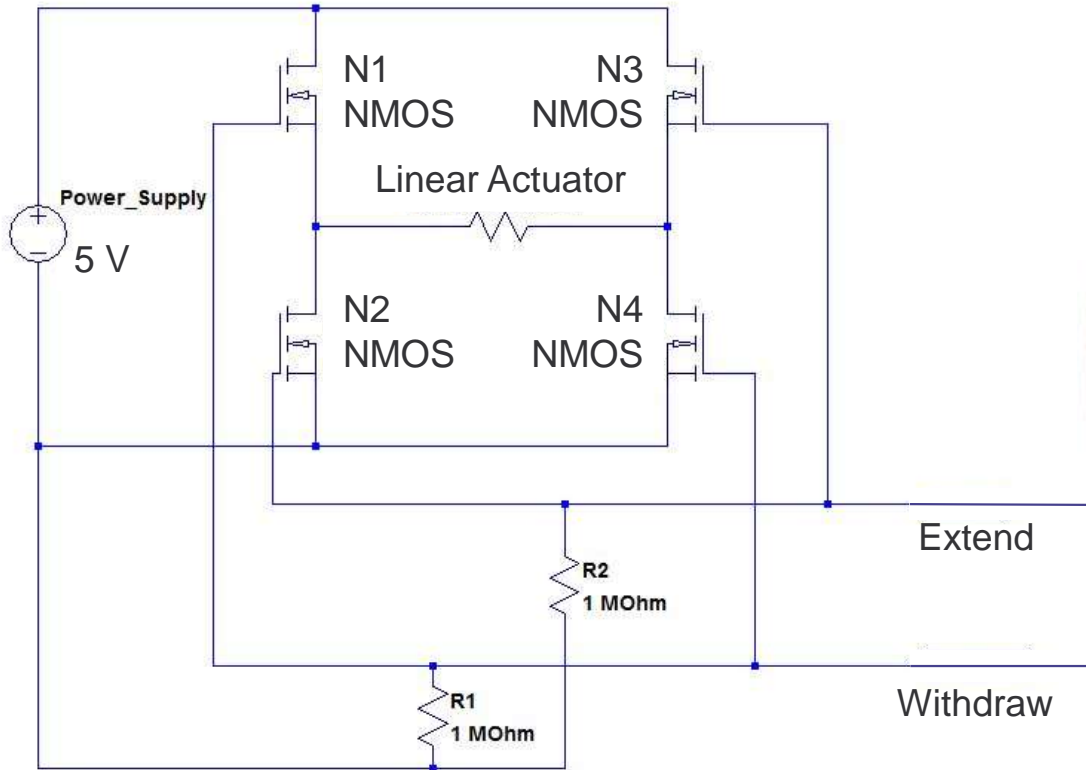 N1
NMOS
N3
NMOS
Linear Actuator
Power_Supply
5 V
N2
NMOS
N4
NMOS
Extend
R2
1 MOhm
Withdraw
R1
1 MOhm